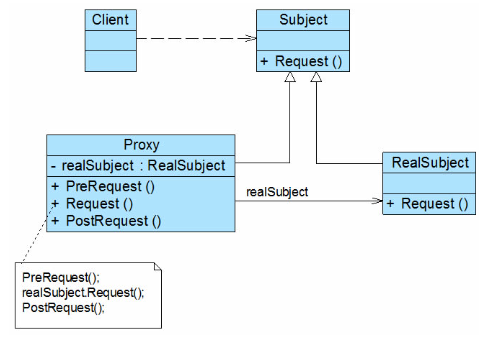 Client
Subject
+ Request ()
Proxy
- realSubject : RealSubject
+ PreRequest ()
+ Request ()
+ PostRequest ()
realSubject
RealSubject
+ Request ()
PreRequest();
realSubject.Request();
PostRequest();